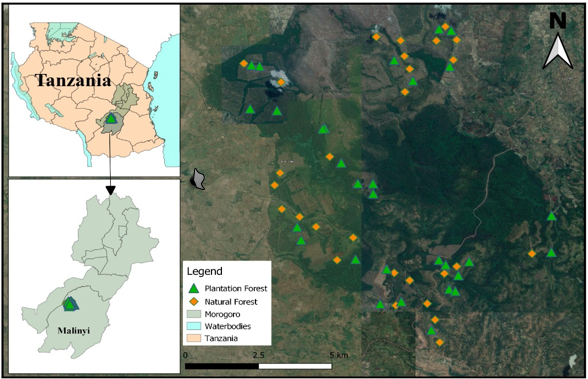 Tanzania
N
Malinyi
Legend
Plantation Forest
Natural Forest
Morogoro
Waterbodies
Tanzania
0 2.5 5 km